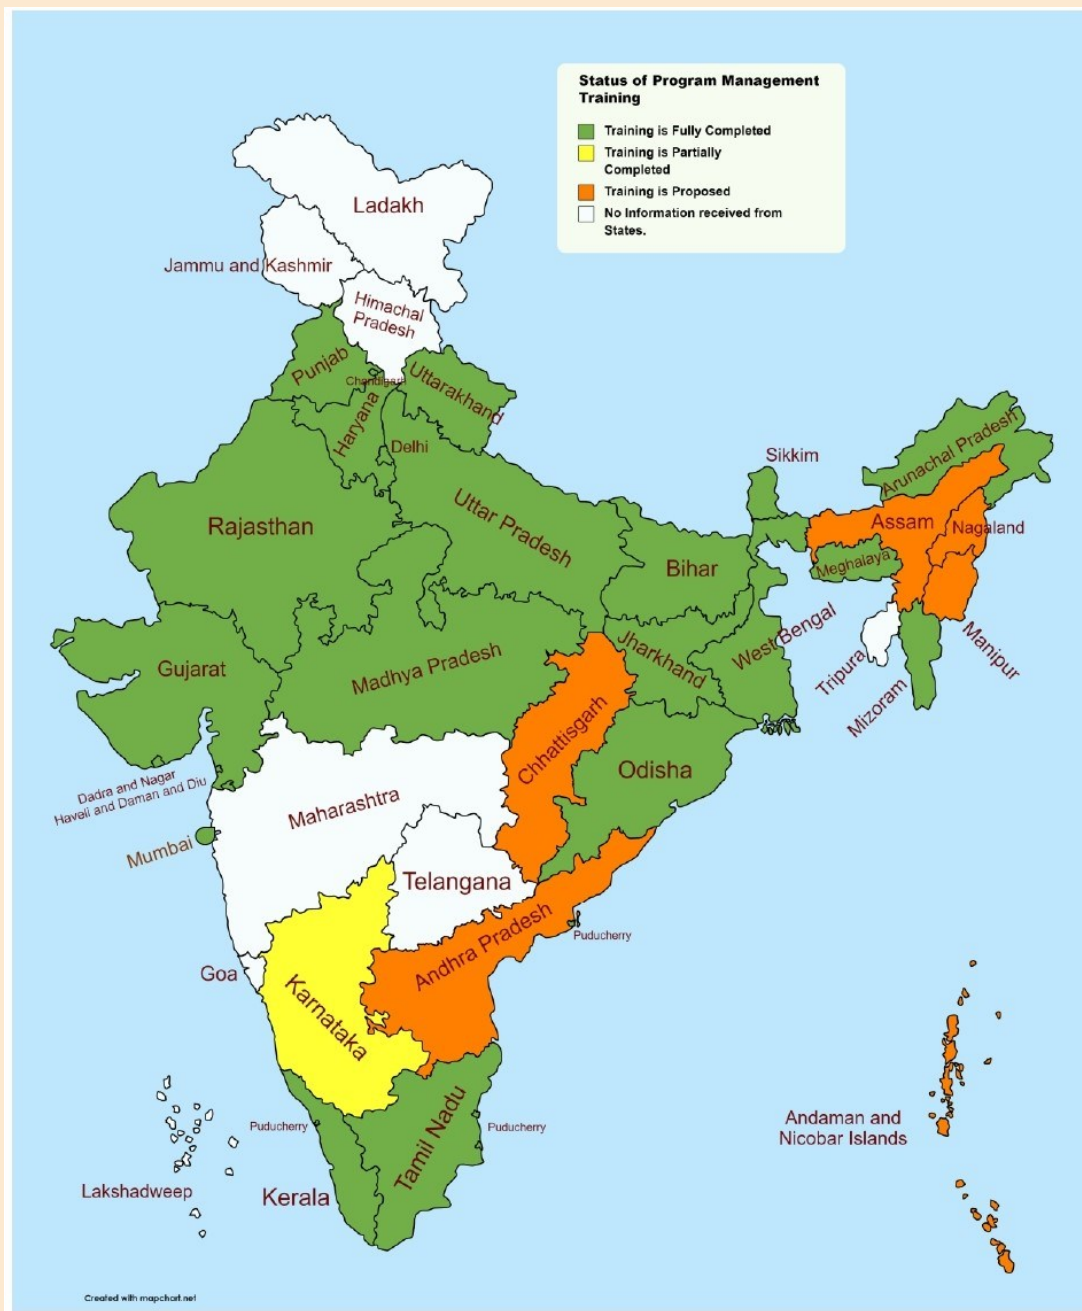 Status of Program Management
Training
Training is Fully Completed
Training is Partially
Completed
Training is Proposed
No Information received from
States.
Ladakh
Jammu and Kashmir
Himachal
Pradesh
Punjab
Chandigarh
Uttarakhand
Haryana
Delhi
Arunachal Pradesh
Sikkim
Rajasthan
Uttar Pradesh
Assam
Nagaland
Bihar
Meghalaya
Gujarat
Madhya Pradesh
Jharkhand
West Bengal
Tripura
Manipur
Mizoram
Chhattisgarh
Odisha
Dadra and Nagar
Haveli and Daman and Diu
Maharashtra
Mumbai
Telangana
Andhra Pradesh
Puducherry
Goa
Karnataka
Andaman and
Nicobar Islands
Puducherry
Tamil Nadu
Puducherry
Lakshadweep
Kerala
Created with mapchart.net